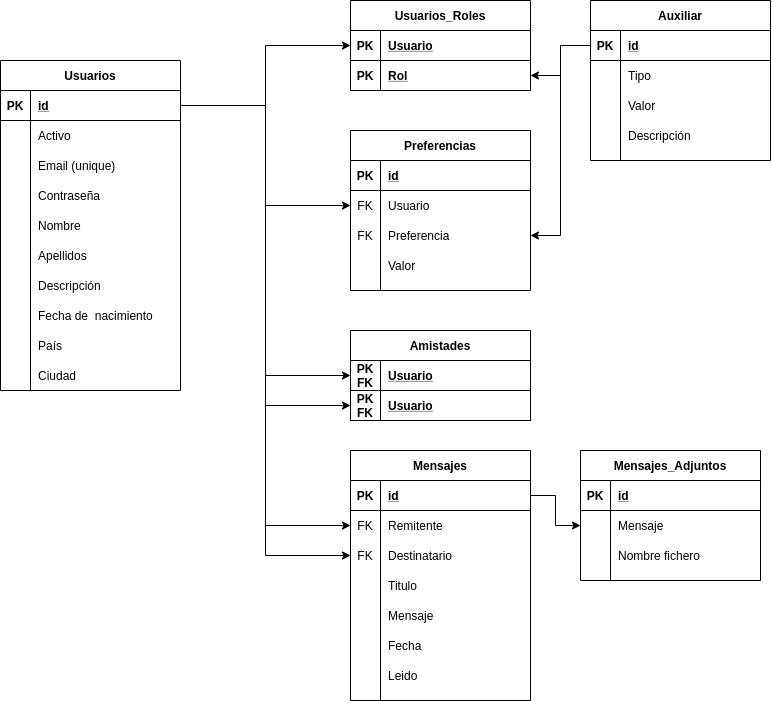 Usuarios
PK id
Activo
Email (unique)
Contraseña
Nombre
Apellidos
Descripción
Fecha de  nacimiento
País
Ciudad
Usuarios_Roles
PK Usuario
PK Rol
Auxiliar
PK id
Tipo
Valor
Descripción
Preferencias
PK id
FK Usuario
FK Preferencia
Valor
Amistades
PK
FK Usuario
PK
FK Usuario
Mensajes
PK id
FK Remitente
FK Destinatario
Titulo
Mensaje
Fecha
Leido
Mensajes_Adjuntos
PK id
Mensaje
Nombre fichero